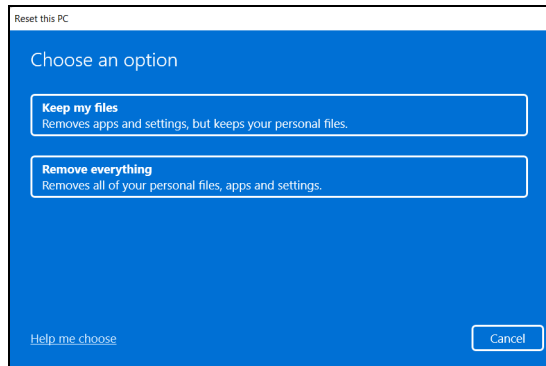 Reset this PC
Choose an option
Keep my files
Removes apps and settings, but keeps your personal files.
Remove everything
Removes all of your personal files, apps and settings.
Help me choose
Cancel